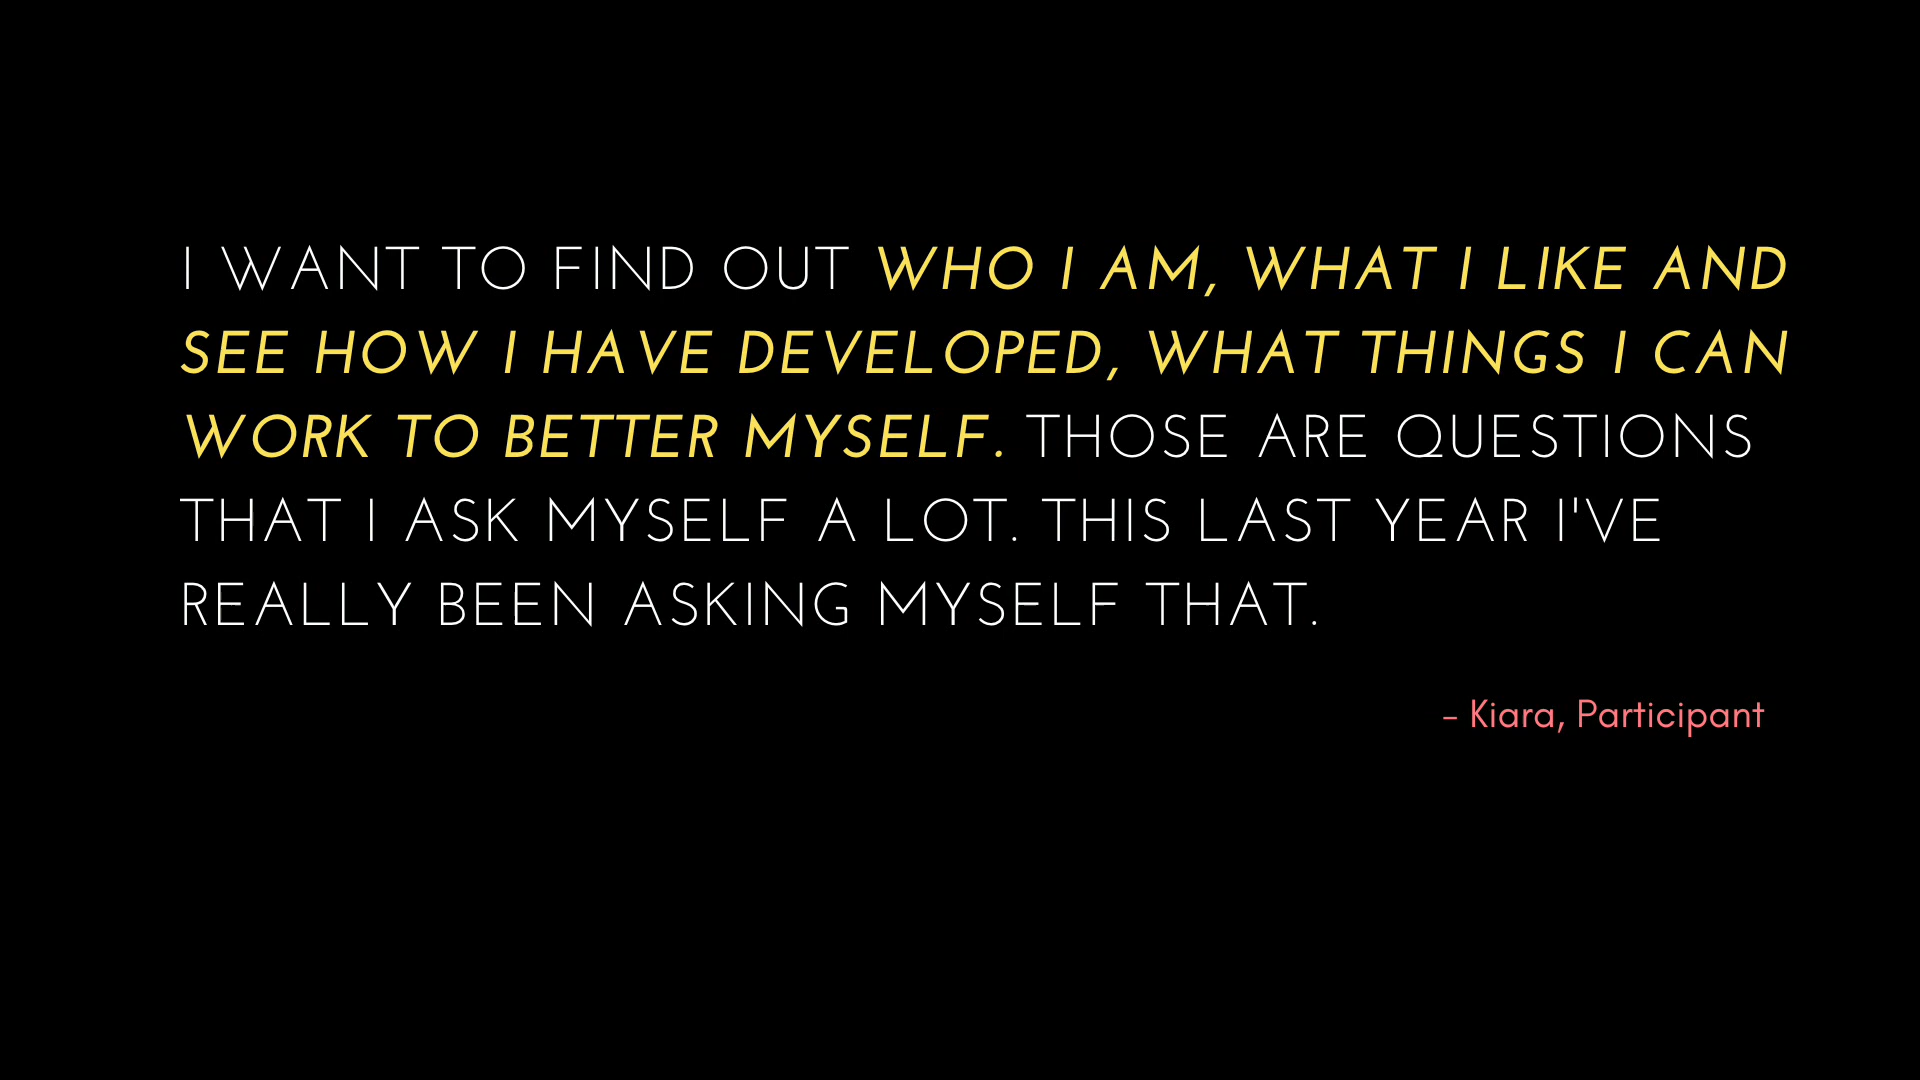 I WANT TO FIND OUT WHO I AM, WHAT I LIKE AND
SEE HOW I HAVE DEVELOPED, WHAT THINGS I CAN
WORK TO BETTER MYSELF. THOSE ARE QUESTIONS
THAT I ASK MYSELF A LOT. THIS LAST YEAR I'VE
REALLY BEEN ASKING MYSELF THAT.
– Kiara, Participant